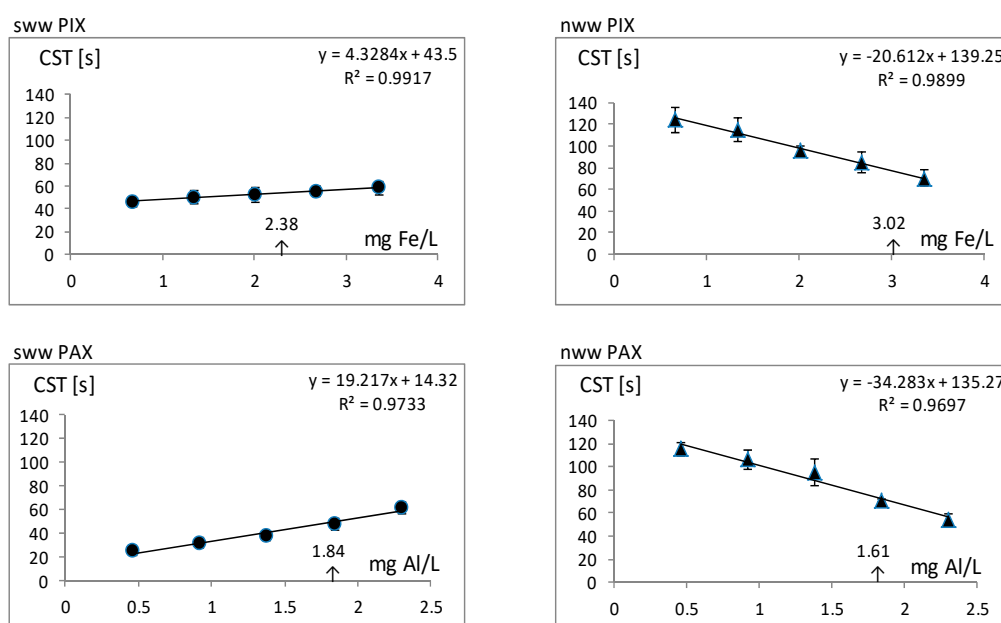 sww PIX
CST [s]
y = 4.3284x + 43.5
R² = 0.9917
140
120
100
80
60
40
20
0
2.38
mg Fe/L
0 1 2 3 4
nww PIX
CST [s]
y = -20.612x + 139.25
R² = 0.9899
140
120
100
80
60
40
20
0
3.02
mg Fe/L
0 1 2 3 4
sww PAX
CST [s]
y = 19.217x + 14.32
R² = 0.9733
140
120
100
80
60
40
20
0
1.84
mg Al/L
0 0.5 1 1.5 2 2.5
nww PAX
CST [s]
y = -34.283x + 135.27
R² = 0.9697
140
120
100
80
60
40
20
0
1.61
mg Al/L
0 0.5 1 1.5 2 2.5